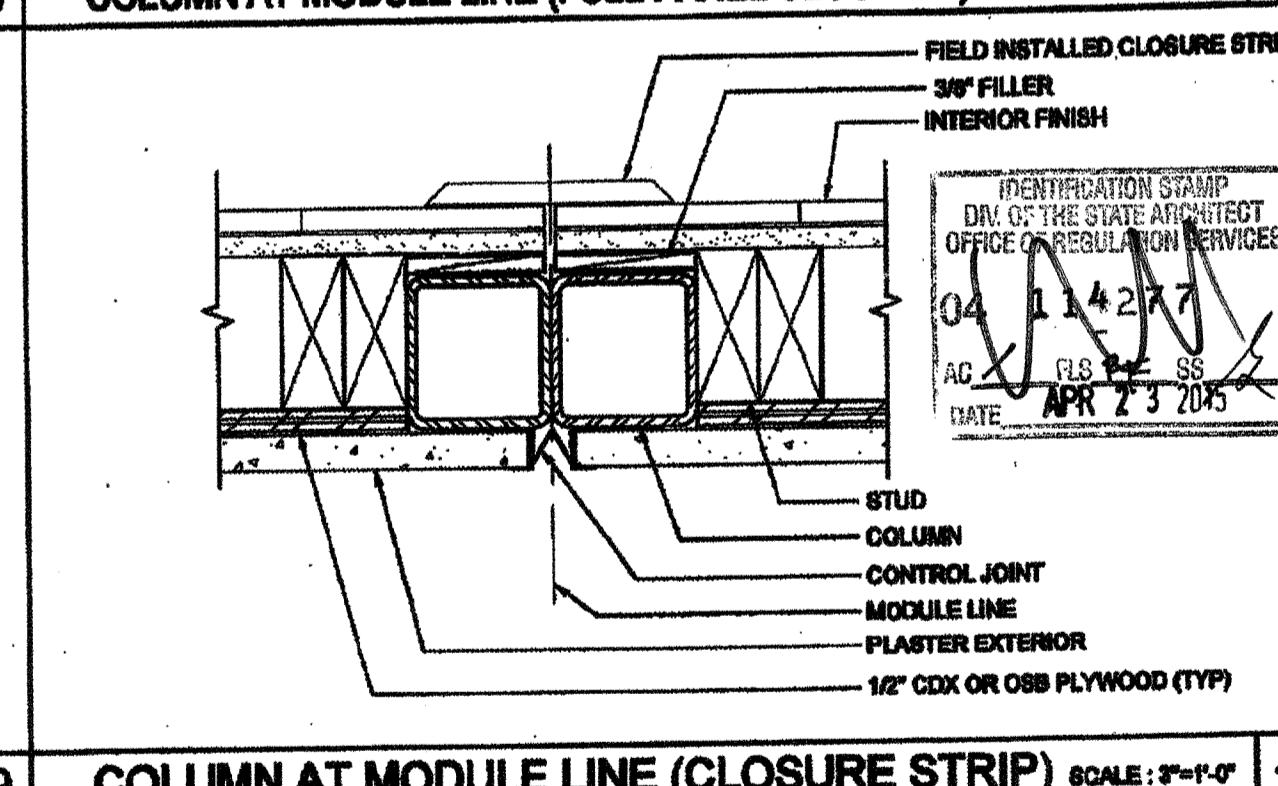 FIELD INSTALLED CLOSURE STRI
3/8" FILLER
INTERIOR FINISH
IDENTIFICATION STAMP
DIV. OF THE STATE ARCHITECT
OFFICE OF REGULATION SERVICES
04 114277
AC FLS SS
DATE APR 23 2015
STUD
COLUMN
CONTROL JOINT
MODULE LINE
PLASTER EXTERIOR
1/2" CDX OR OSB PLYWOOD (TYP)
COLUMN AT MODULE LINE (CLOSURE STRIP) SCALE : 3"=1'-0"